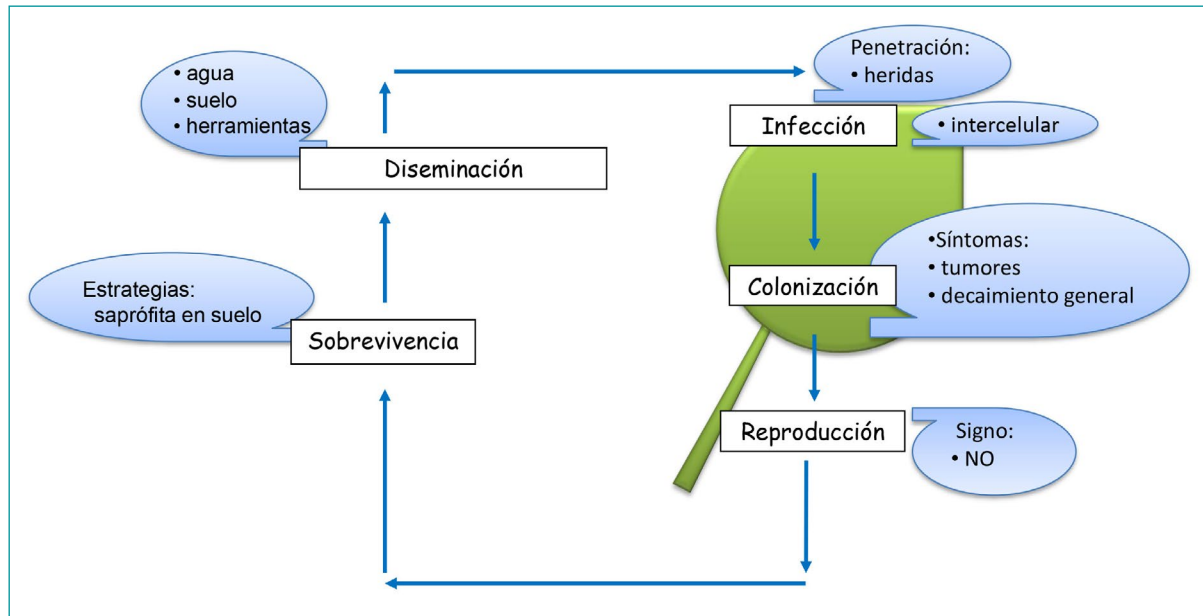 • agua
• suelo
• herramientas
Diseminación
Estrategias:
saprófita en suelo
Sobrevivencia
Penetración:
• heridas
Infección
• intercelular
•Síntomas:
• tumores
• decaimiento general
Colonización
Reproducción
Signo:
• NO